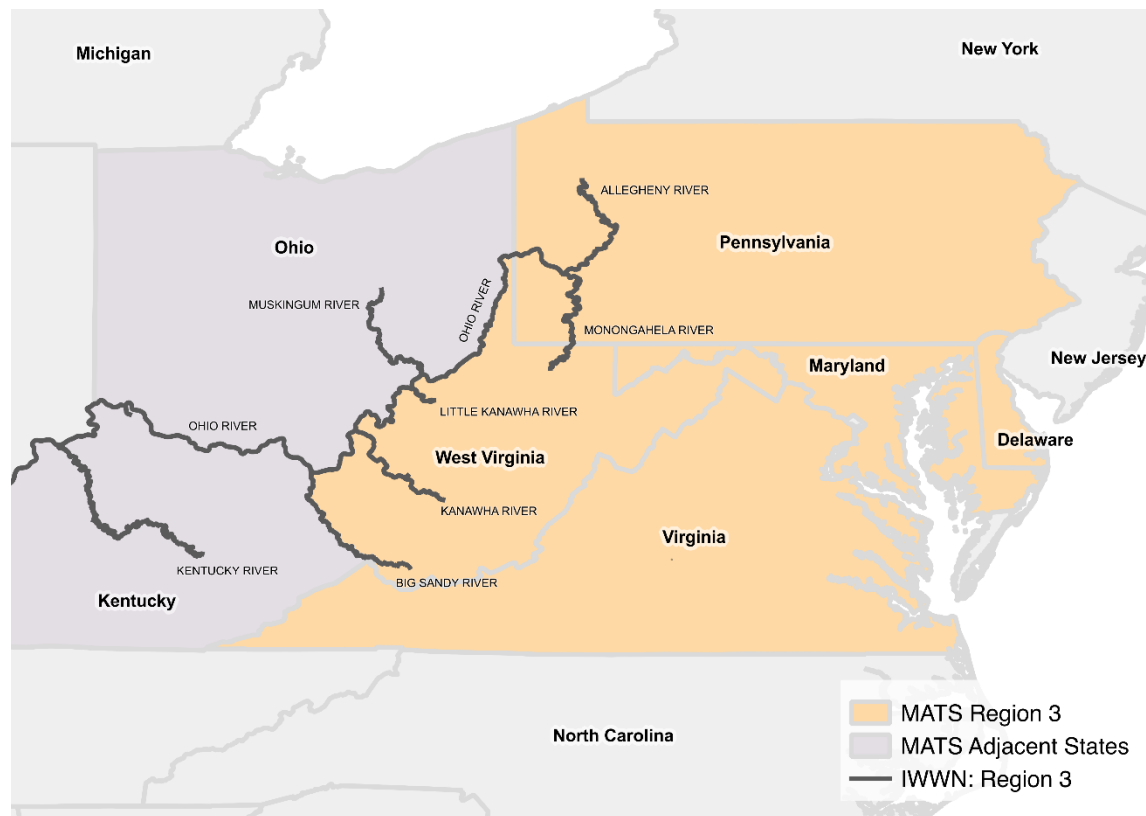 New York
Michigan
ALLEGHENY RIVER
Pennsylvania
Ohio
MUSKINGUM RIVER
OHIO RIVER
MONONGAHELA RIVER
New Jersey
Maryland
LITTLE KANAWHA RIVER
OHIO RIVER
Delaware
West Virginia
KANAWHA RIVER
Virginia
KENTUCKY RIVER
BIG SANDY RIVER
Kentucky
MATS Region 3
North Carolina
MATS Adjacent States
IWWN: Region 3